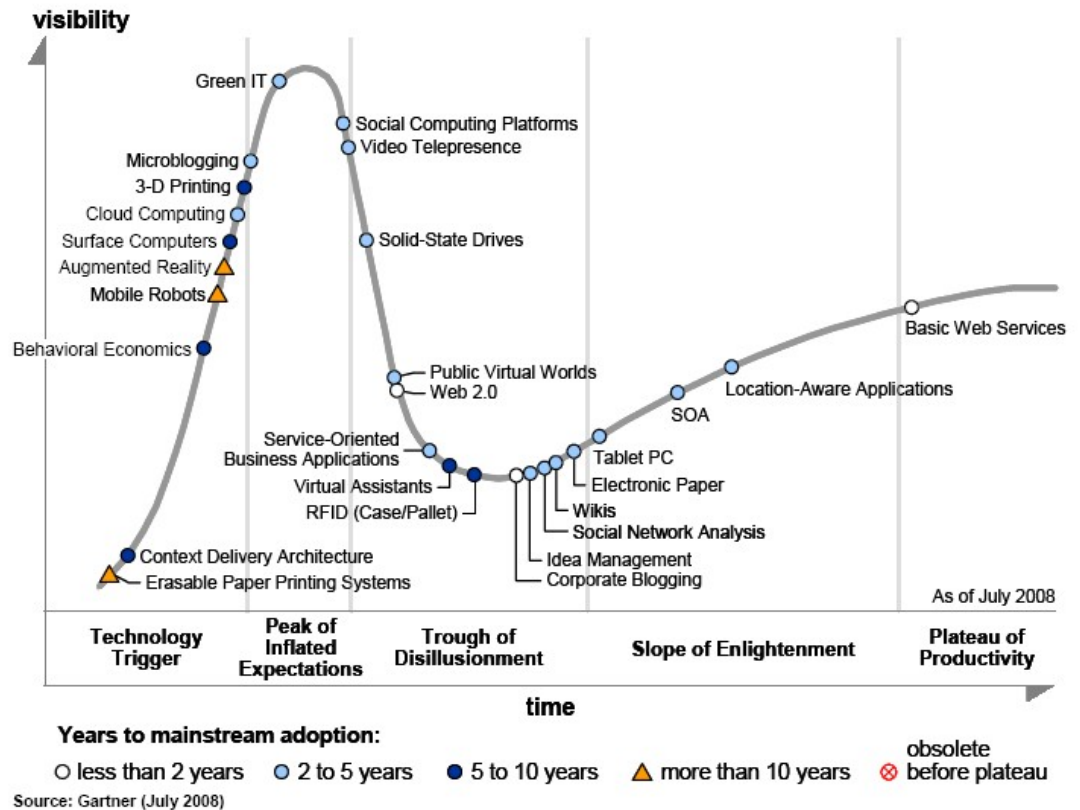 visibility
Green IT
Social Computing Platforms
Video Telepresence
Microblogging
3-D Printing
Cloud Computing
Surface Computers
Solid-State Drives
Augmented Reality
Mobile Robots
Basic Web Services
Behavioral Economics
Public Virtual Worlds
Web 2.0
Location-Aware Applications
SOA
Service-Oriented
Business Applications
Tablet PC
Virtual Assistants
Electronic Paper
RFID (Case/Pallet)
Wikis
Social Network Analysis
Context Delivery Architecture
Idea Management
Erasable Paper Printing Systems
Corporate Blogging
As of July 2008
Technology
Trigger
Peak of
Inflated
Expectations
Trough of
Disillusionment
Slope of Enlightenment
Plateau of
Productivity
time
Years to mainstream adoption:
less than 2 years
2 to 5 years
5 to 10 years
more than 10 years
obsolete
before plateau
Source: Gartner (July 2008)